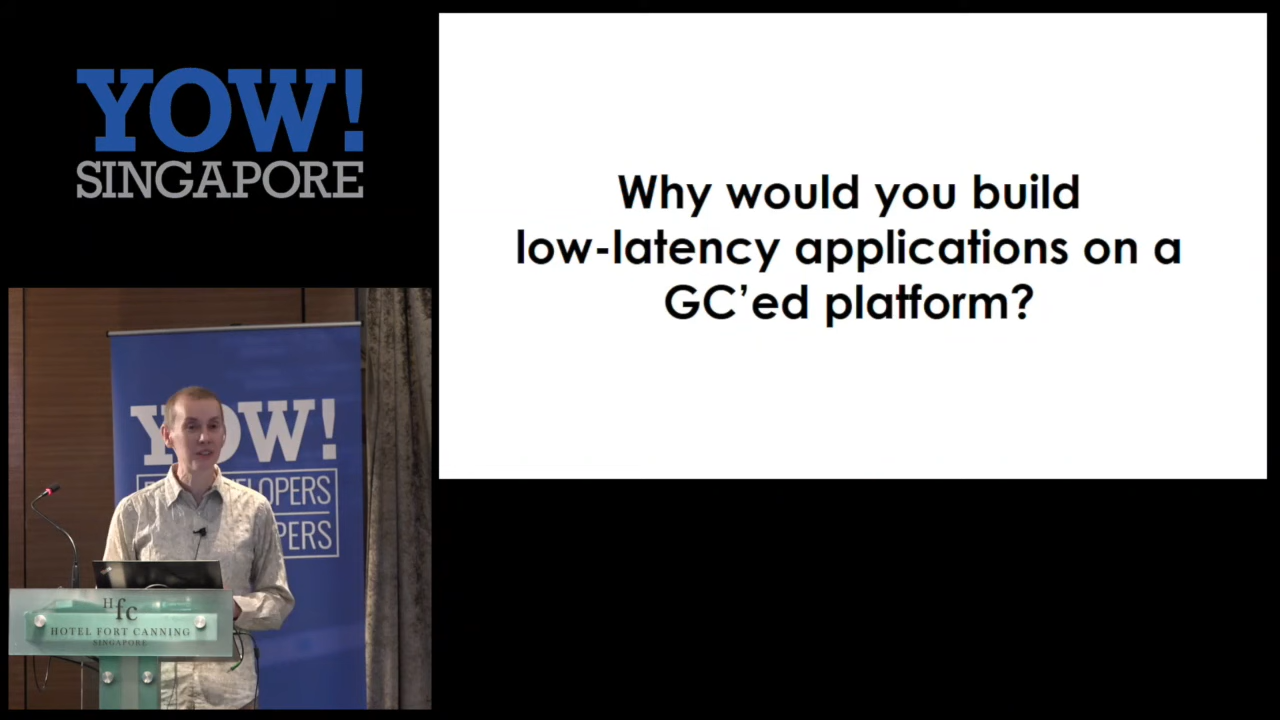 YOW!
SINGAPORE
Why would you build
low-latency applications on a
GC'ed platform?
YOW!
OPERS
PERS
Hfc
HOTEL FORT CANNING
SINGAPORE